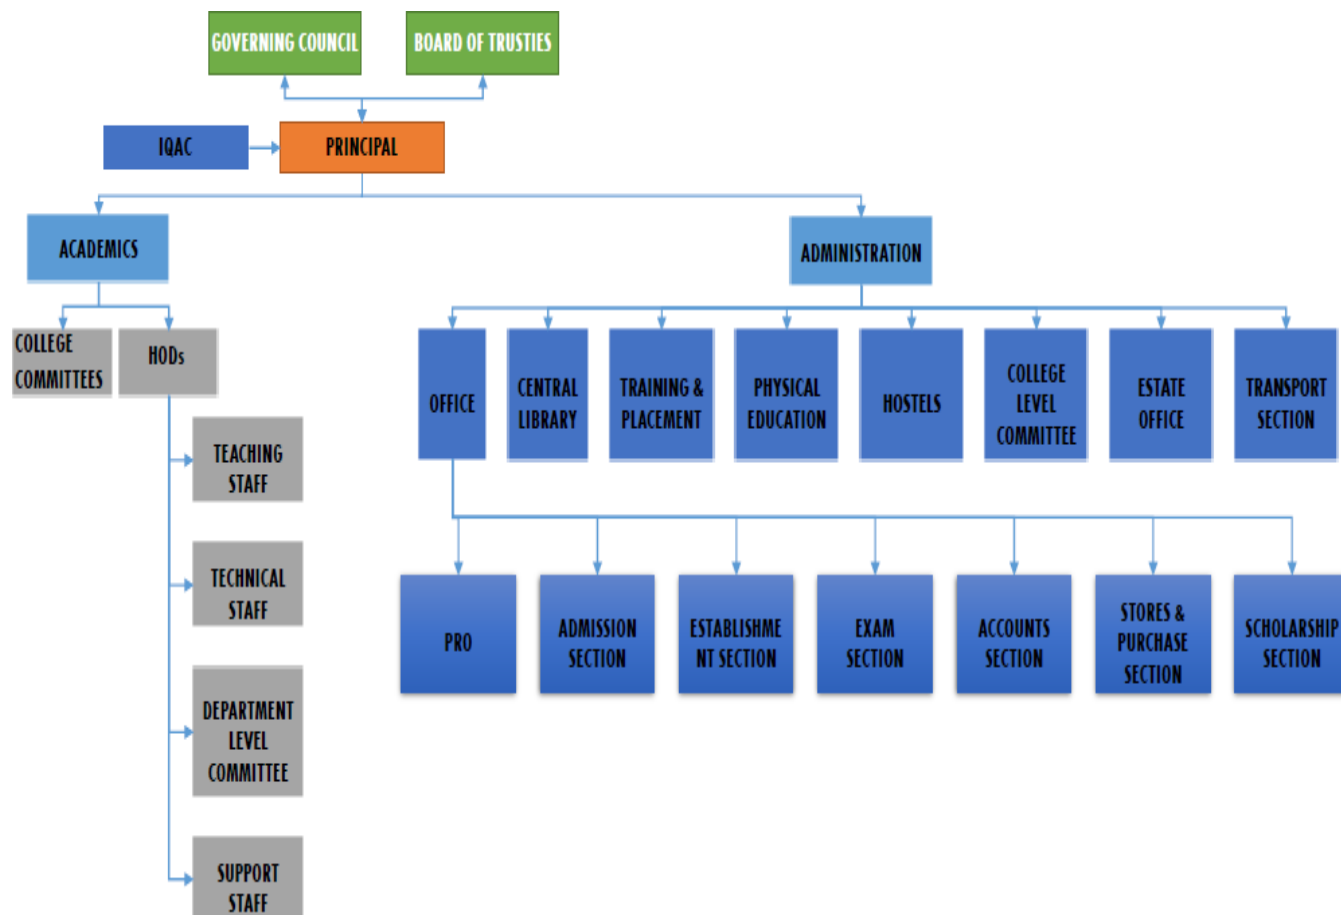 GOVERNING COUNCIL
BOARD OF TRUSTIES
IQAC
PRINCIPAL
ACADEMICS
ADMINISTRATION
COLLEGE
COMMITTEES
HODs
OFFICE
CENTRAL
LIBRARY
TRAINING &
PLACEMENT
PHYSICAL
EDUCATION
HOSTELS
COLLEGE
LEVEL
COMMITTEE
ESTATE
OFFICE
TRANSPORT
SECTION
TEACHING
STAFF
TECHNICAL
STAFF
DEPARTMENT
LEVEL
COMMITTEE
SUPPORT
STAFF
PRO
ADMISSION
SECTION
ESTABLISHME
NT SECTION
EXAM
SECTION
ACCOUNTS
SECTION
STORES &
PURCHASE
SECTION
SCHOLARSHIP
SECTION